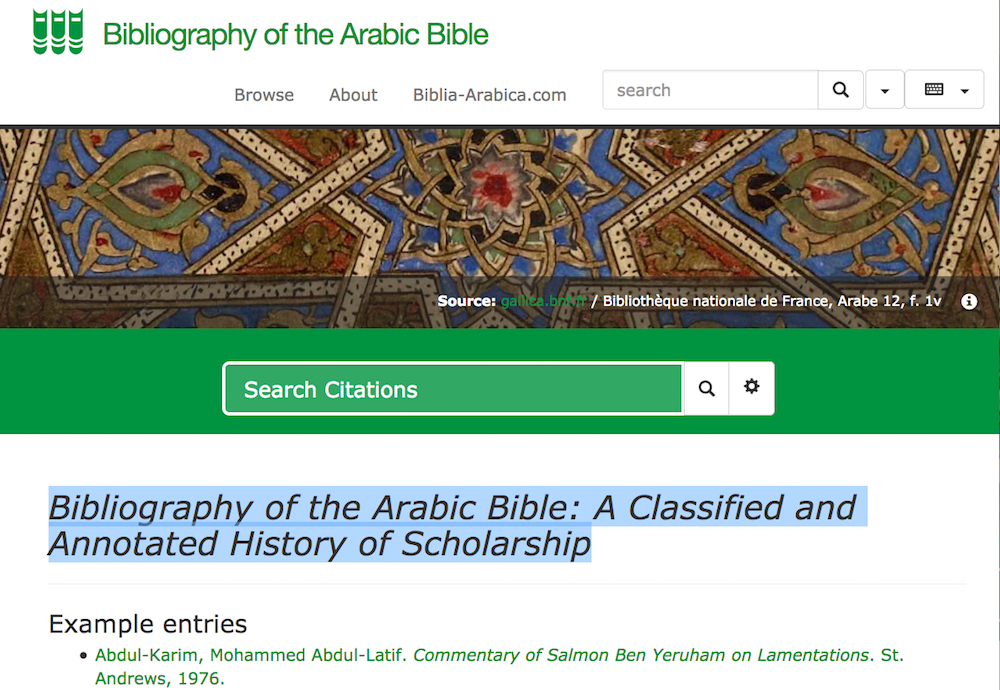 Bibliography of the Arabic Bible
Browse About Biblia-Arabica.com search
Source: gallica.bnf.fr / Bibliothèque nationale de France, Arabe 12, f. 1v
Search Citations
Bibliography of the Arabic Bible: A Classified and
Annotated History of Scholarship
Example entries
• Abdul-Karim, Mohammed Abdul-Latif. Commentary of Salmon Ben Yeruham on Lamentations. St.
Andrews, 1976.